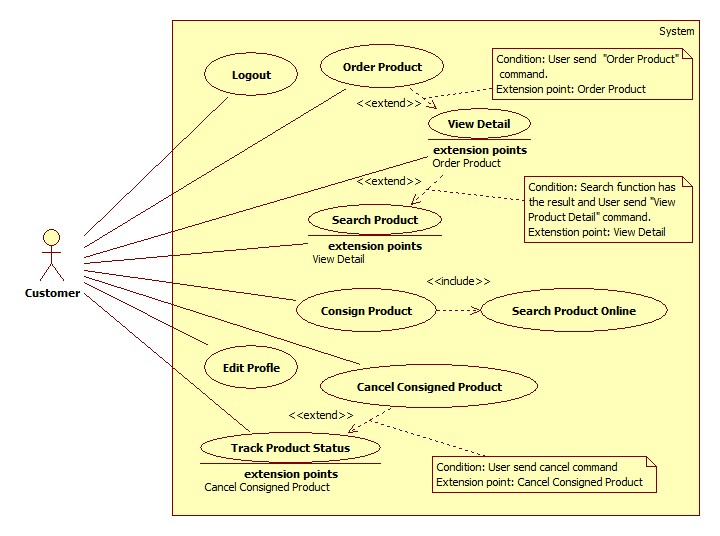 System
Logout
Order Product
Condition: User send "Order Product"
command.
Extension point: Order Product
<<extend>>
View Detail
extension points
Order Product
<<extend>>
Condition: Search function has
the result and User send "View
Product Detail" command.
Extenstion point: View Detail
Search Product
extension points
View Detail
Customer
<<include>>
Consign Product
Search Product Online
Edit Profle
Cancel Consigned Product
<<extend>>
Track Product Status
extension points
Cancel Consigned Product
Condition: User send cancel command
Extension point: Cancel Consigned Product